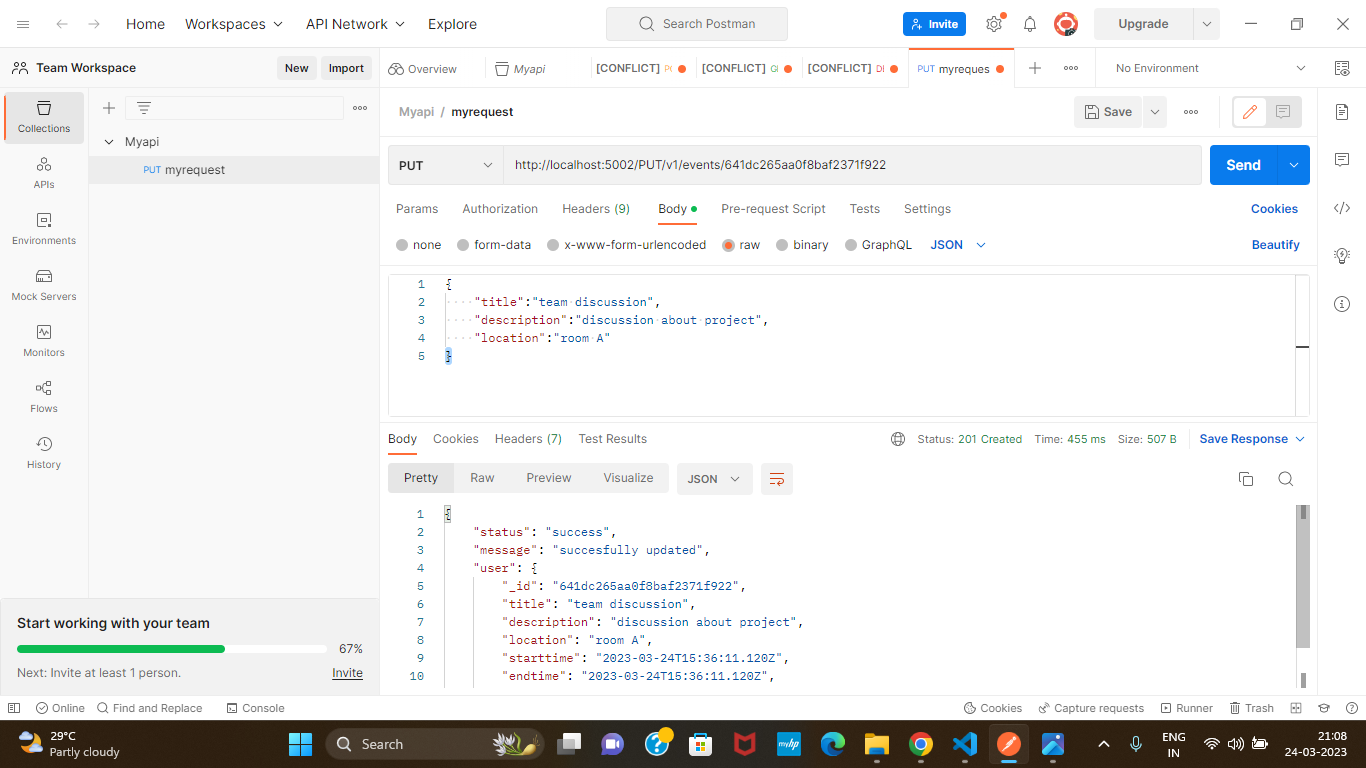 Home Workspaces API Network Explore Search Postman Invite Upgrade
Team Workspace New Import Overview Myapi [CONFLICT] [CONFLICT] [CONFLICT] PUT myreques No Environment
Myapi / myrequest Save
Collections
Myapi
PUT myrequest
PUT http://localhost:5002/PUT/v1/events/641dc265aa0f8baf2371f922 Send
APIs
Environments
Mock Servers
Monitors
Flows
History
Params Authorization Headers (9) Body Pre-request Script Tests Settings Cookies
none form-data x-www-form-urlencoded raw binary GraphQL JSON Beautify
1 {
2 "title":"team discussion",
3 "description":"discussion about project",
4 "location":"room A"
5 }
Body Cookies Headers (7) Test Results Status: 201 Created Time: 455 ms Size: 507 B Save Response
Pretty Raw Preview Visualize JSON
1 {
2 "status": "success",
3 "message": "succesfully updated",
4 "user": {
5 "_id": "641dc265aa0f8baf2371f922",
6 "title": "team discussion",
7 "description": "discussion about project",
8 "location": "room A",
9 "starttime": "2023-03-24T15:36:11.120Z",
10 "endtime": "2023-03-24T15:36:11.120Z",
Start working with your team
67%
Next: Invite at least 1 person. Invite
Online Find and Replace Console Cookies Capture requests Runner Trash
29°C
Partly cloudy
Search
myhp
ENG
IN
21:08
24-03-2023